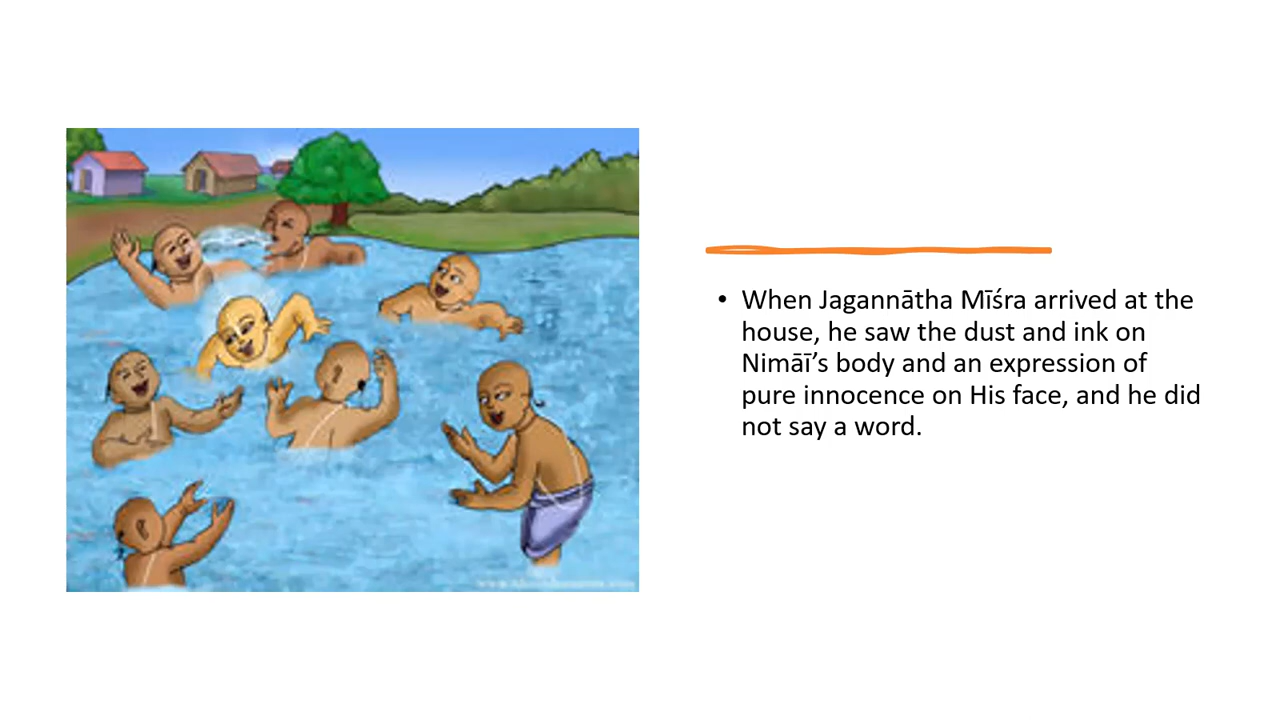 • When Jagannātha Mīśra arrived at the
house, he saw the dust and ink on
Nimāī’s body and an expression of
pure innocence on His face, and he did
not say a word.